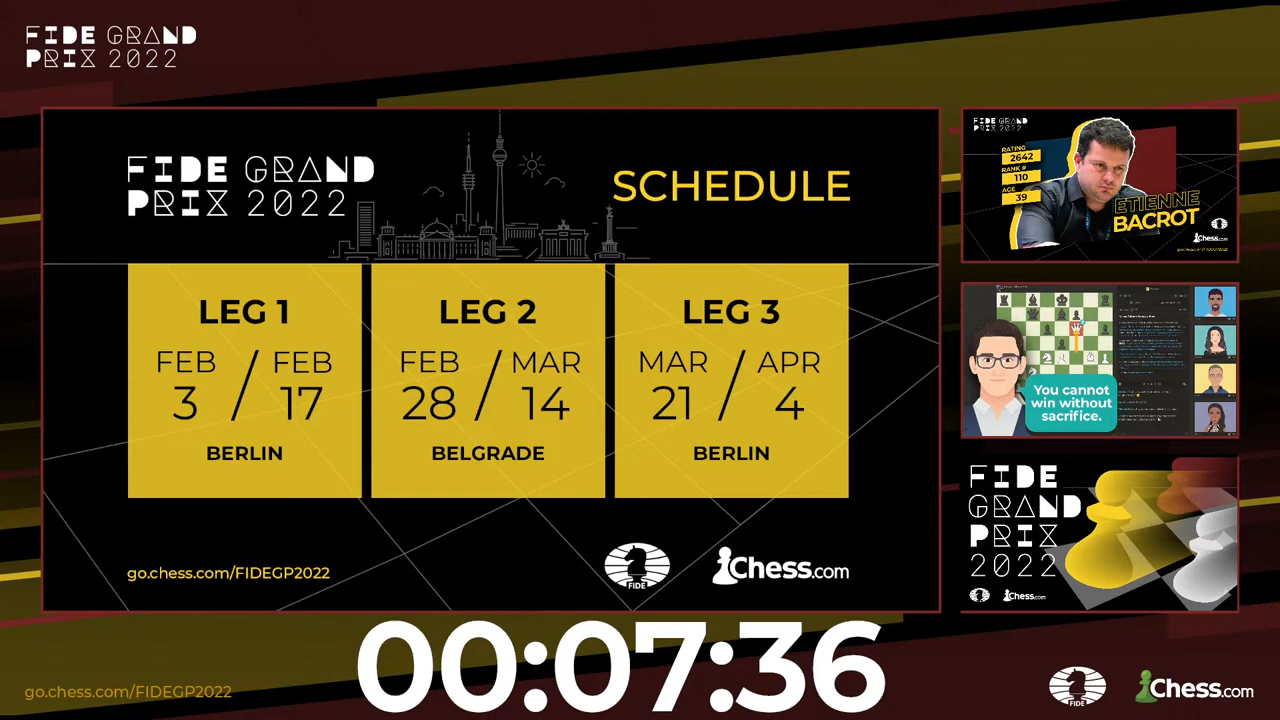 FIDE GRAND
PRIX 2022
FIDE GRAND
PRIX 2022
SCHEDULE
LEG 1
FEB 3 / FEB 17
BERLIN
LEG 2
FEB 28 / MAR 14
BELGRADE
LEG 3
MAR 21 / APR 4
BERLIN
go.chess.com/FIDEGP2022
FIDE
Chess.com
FIDE GRAND
PRIX 2022
RATING
2642
RANK #
110
AGE
39
ETIENNE
BACROT
Chess.com
You cannot
win without
sacrifice.
FIDE
GRAND
PRIX
2022
Chess.com
00:07:36
go.chess.com/FIDEGP2022
FIDE
Chess.com